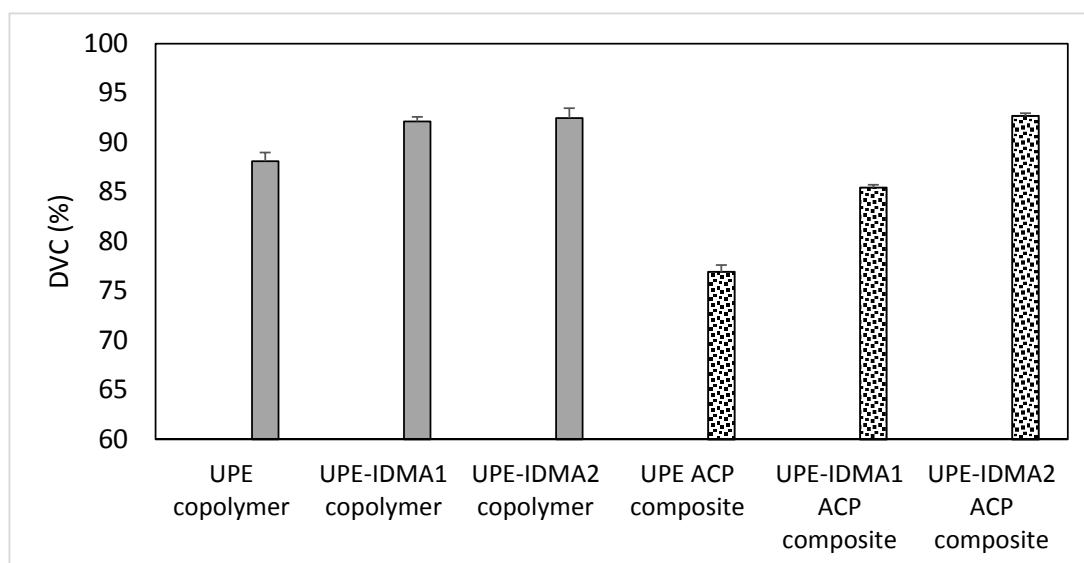 100
95
90
85
80
75
70
65
60
DVC (%)
UPE
copolymer
UPE-IDMA1
copolymer
UPE-IDMA2
copolymer
UPE ACP
composite
UPE-IDMA1
ACP
composite
UPE-IDMA2
ACP
composite